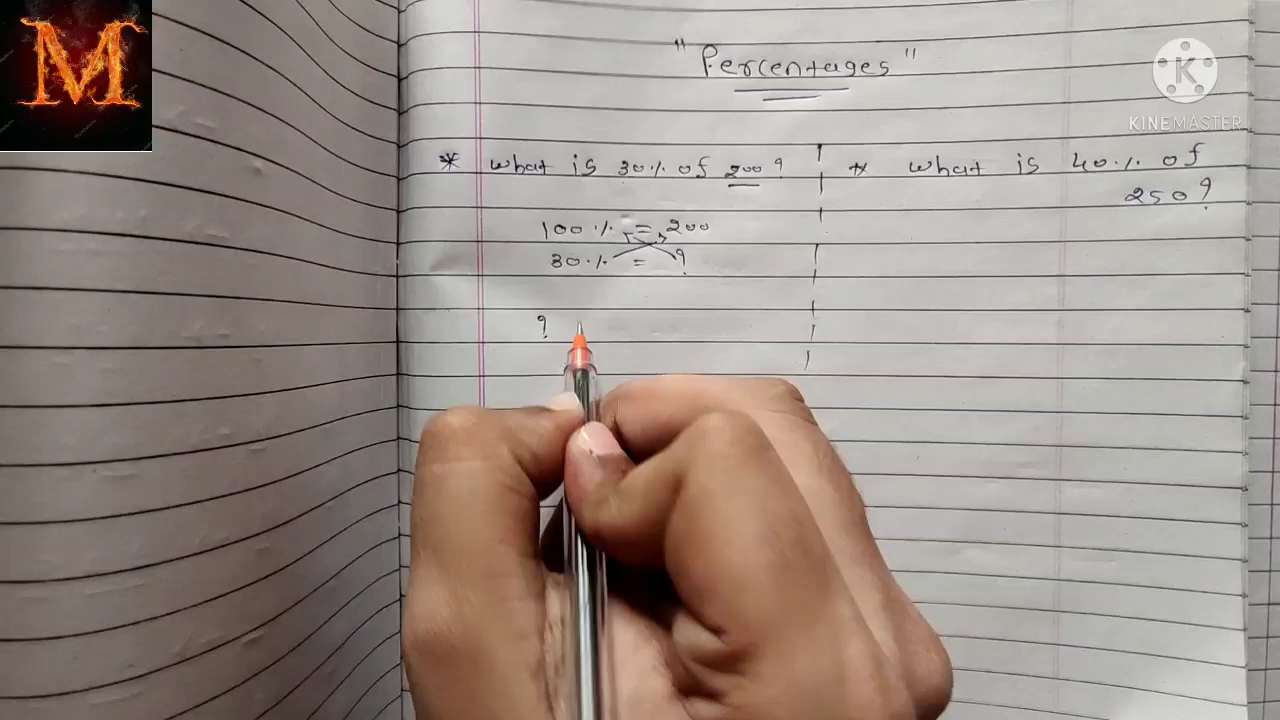 M
KINEMASTER
" Percentages "
* What is 30% of 200?
100% = 200
30% = ?
?
* What is 40% of
250?